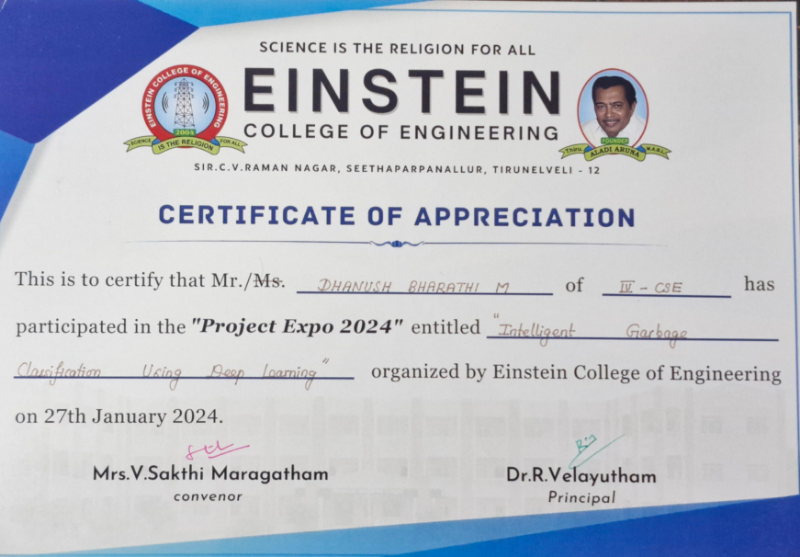 SCIENCE IS THE RELIGION FOR ALL
EINSTEIN
COLLEGE OF ENGINEERING
EINSTEIN COLLEGE OF ENGINEERING
2004
SCIENCE IS THE RELIGION FOR ALL
THIRU. ALADI ARUNA M.A.B.L.
SIR.C.V.RAMAN NAGAR, SEETHAPARPANALLUR, TIRUNELVELI - 12
CERTIFICATE OF APPRECIATION
This is to certify that Mr./Ms. DHANUSH BHARATHI M of IV - CSE has
participated in the "Project Expo 2024" entitled "Intelligent Garbage
Classification Using Deep Learning" organized by Einstein College of Engineering
on 27th January 2024.
Mrs.V.Sakthi Maragatham
convenor
Dr.R.Velayutham
Principal